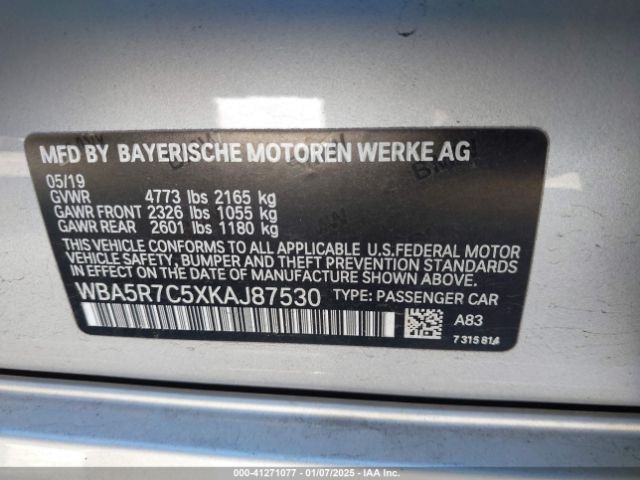 MFD BY BAYERISCHE MOTOREN WERKE AG
05/19
GVWR 4773 lbs 2165 kg
GAWR FRONT 2326 lbs 1055 kg
GAWR REAR 2601 lbs 1180 kg
THIS VEHICLE CONFORMS TO ALL APPLICABLE U.S.FEDERAL MOTOR
VEHICLE SAFETY, BUMPER AND THEFT PREVENTION STANDARDS IN
EFFECT ON THE DATE OF MANUFACTURE SHOWN ABOVE.
WBA5R7C5XKAJ87530 TYPE: PASSENGER CAR
A83
7315814
000-41271077 — 01/07/2025 — IAA Inc.